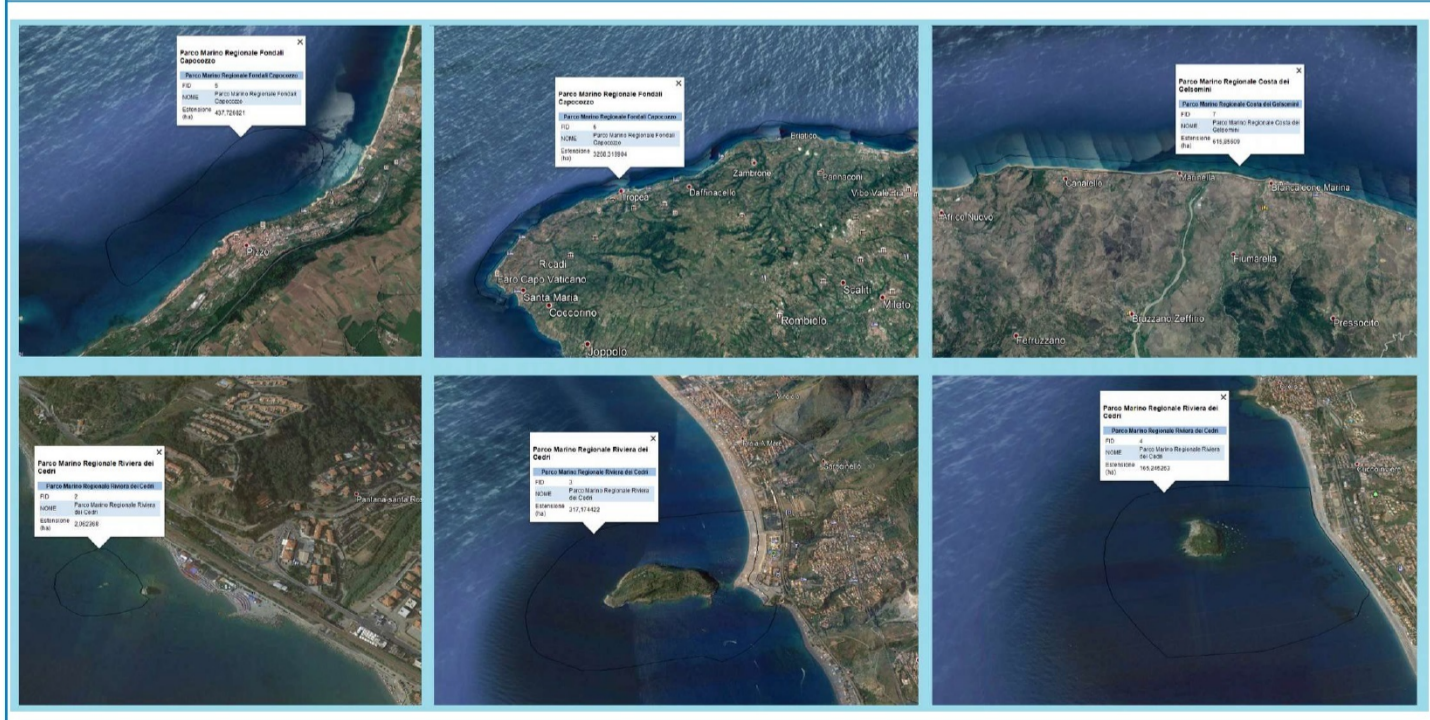 ×
Parco Marino Regionale Fondali
Capocozzo
Parco Marino Regionale Fondali Capocozzo
FID 5
NOME Parco Marino Regionale Fondali
Capocozzo
Estensione
(ha)
Pizzo
×
Parco Marino Regionale Fondali
Capocozzo
Parco Marino Regionale Fondali Capocozzo
FID 6
NOME Parco Marino Regionale Fondali
Capocozzo
Estensione
(ha)
Briatico
Zambrone
Pannaconi
Tropea
Daffinacello
Vibo Valentia
Ricadi
Faro Capo Vaticano
Santa Maria
Coccorino
Scaliti
Mileto
Rombiolo
Joppolo
×
Parco Marino Regionale Costa dei
Gelsomini
Parco Marino Regionale Costa dei Gelsomini
FID 7
NOME Parco Marino Regionale Costa dei
Gelsomini
Estensione
(ha)
Canalello
Marinella
Brancaleone Marina
Africo Nuovo
Fiumarella
Bruzzano Zeffirio
Pressocito
Ferruzzano
×
Parco Marino Regionale Riviera dei
Cedri
Parco Marino Regionale Riviera dei Cedri
FID 2
NOME Parco Marino Regionale Riviera
dei Cedri
Estensione
(ha) 2,082368
×
Parco Marino Regionale Riviera dei
Cedri
Parco Marino Regionale Riviera dei Cedri
FID 3
NOME Parco Marino Regionale Riviera
dei Cedri
Estensione
(ha) 317,174422
×
Parco Marino Regionale Riviera dei
Cedri
Parco Marino Regionale Riviera dei Cedri
FID 4
NOME Parco Marino Regionale Riviera
dei Cedri
Estensione
(ha)